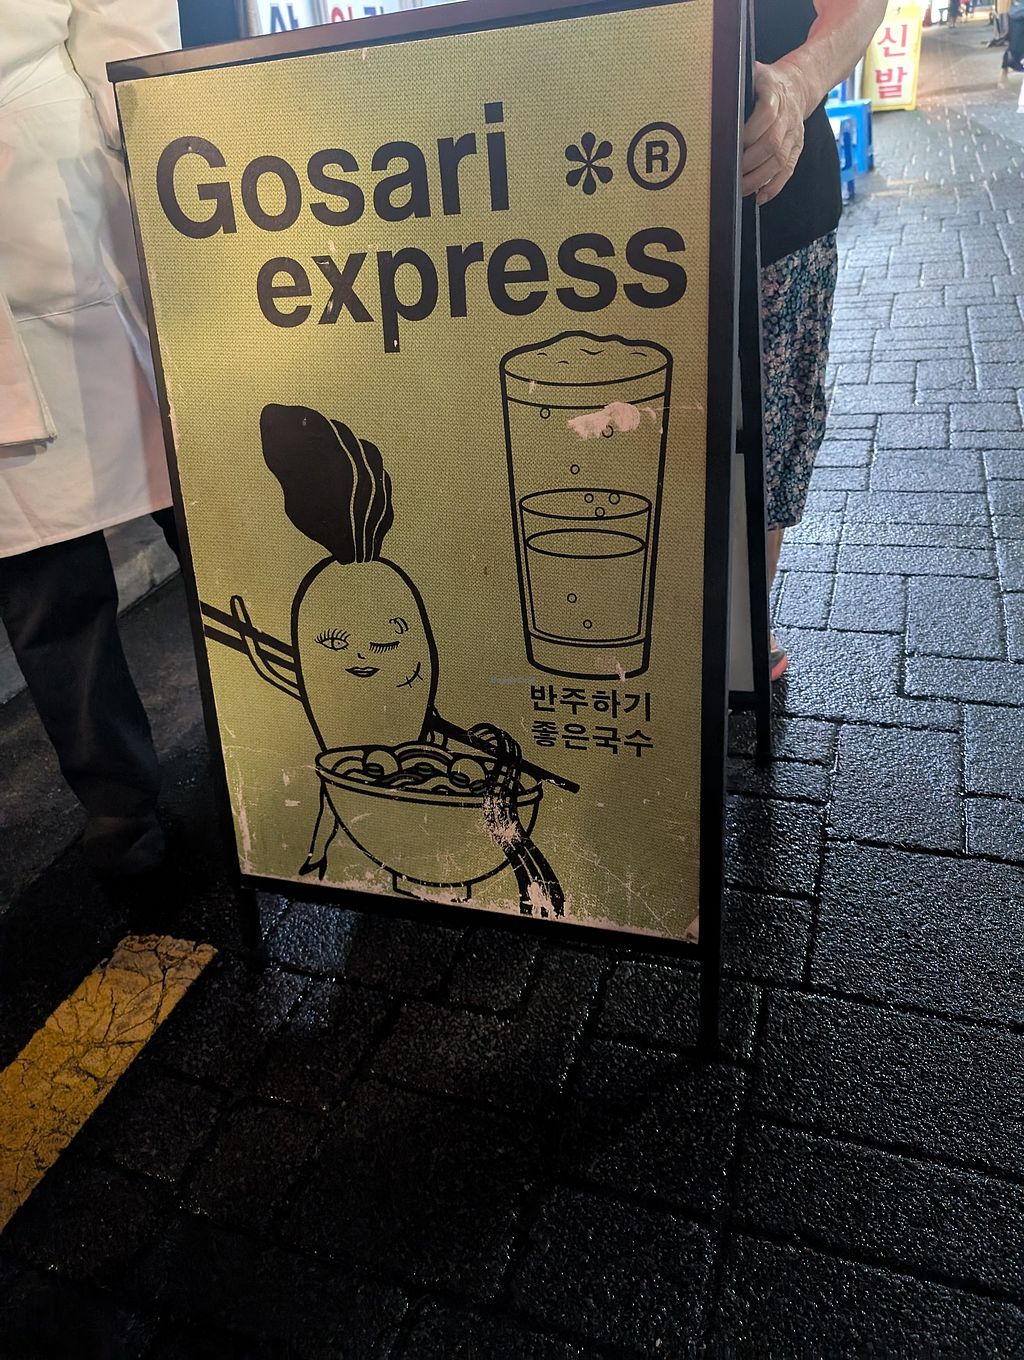 Gosari *®
express
반주하기
좋은국수
신
발